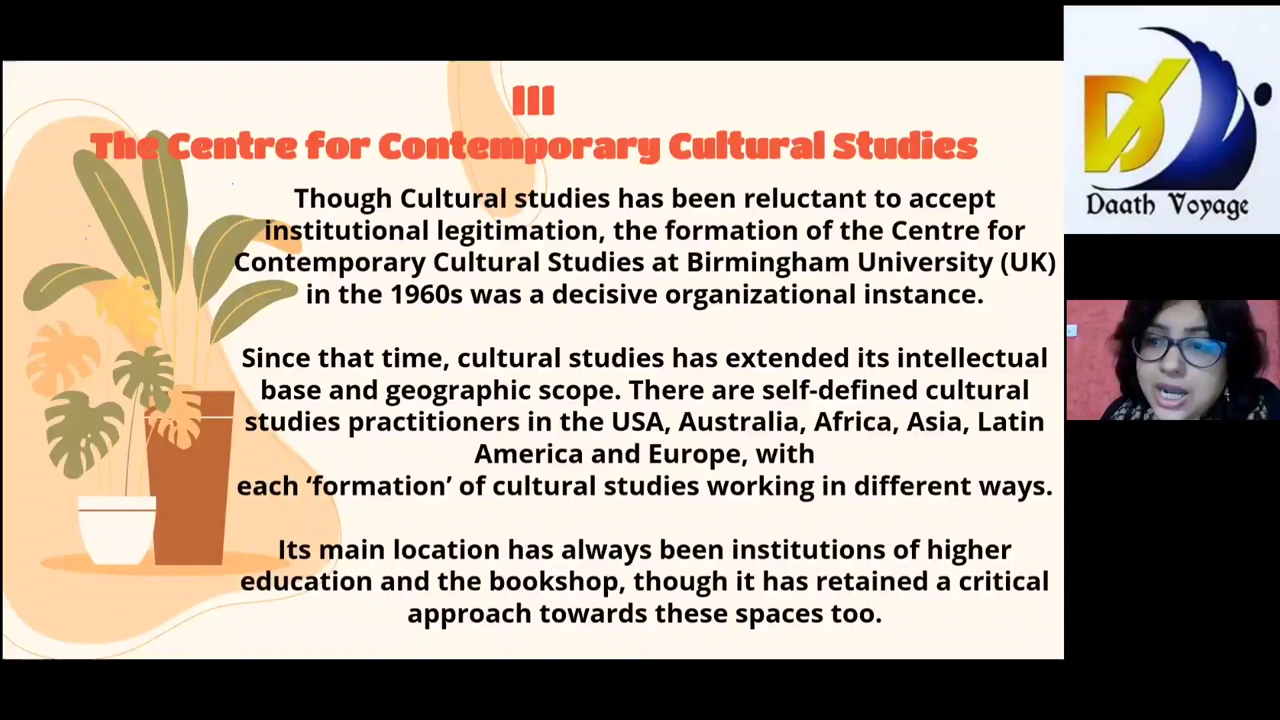 III
The Centre for Contemporary Cultural Studies
Though Cultural studies has been reluctant to accept
institutional legitimation, the formation of the Centre for
Contemporary Cultural Studies at Birmingham University (UK)
in the 1960s was a decisive organizational instance.
Since that time, cultural studies has extended its intellectual
base and geographic scope. There are self-defined cultural
studies practitioners in the USA, Australia, Africa, Asia, Latin
America and Europe, with
each ‘formation’ of cultural studies working in different ways.
Its main location has always been institutions of higher
education and the bookshop, though it has retained a critical
approach towards these spaces too.
Daath Voyage